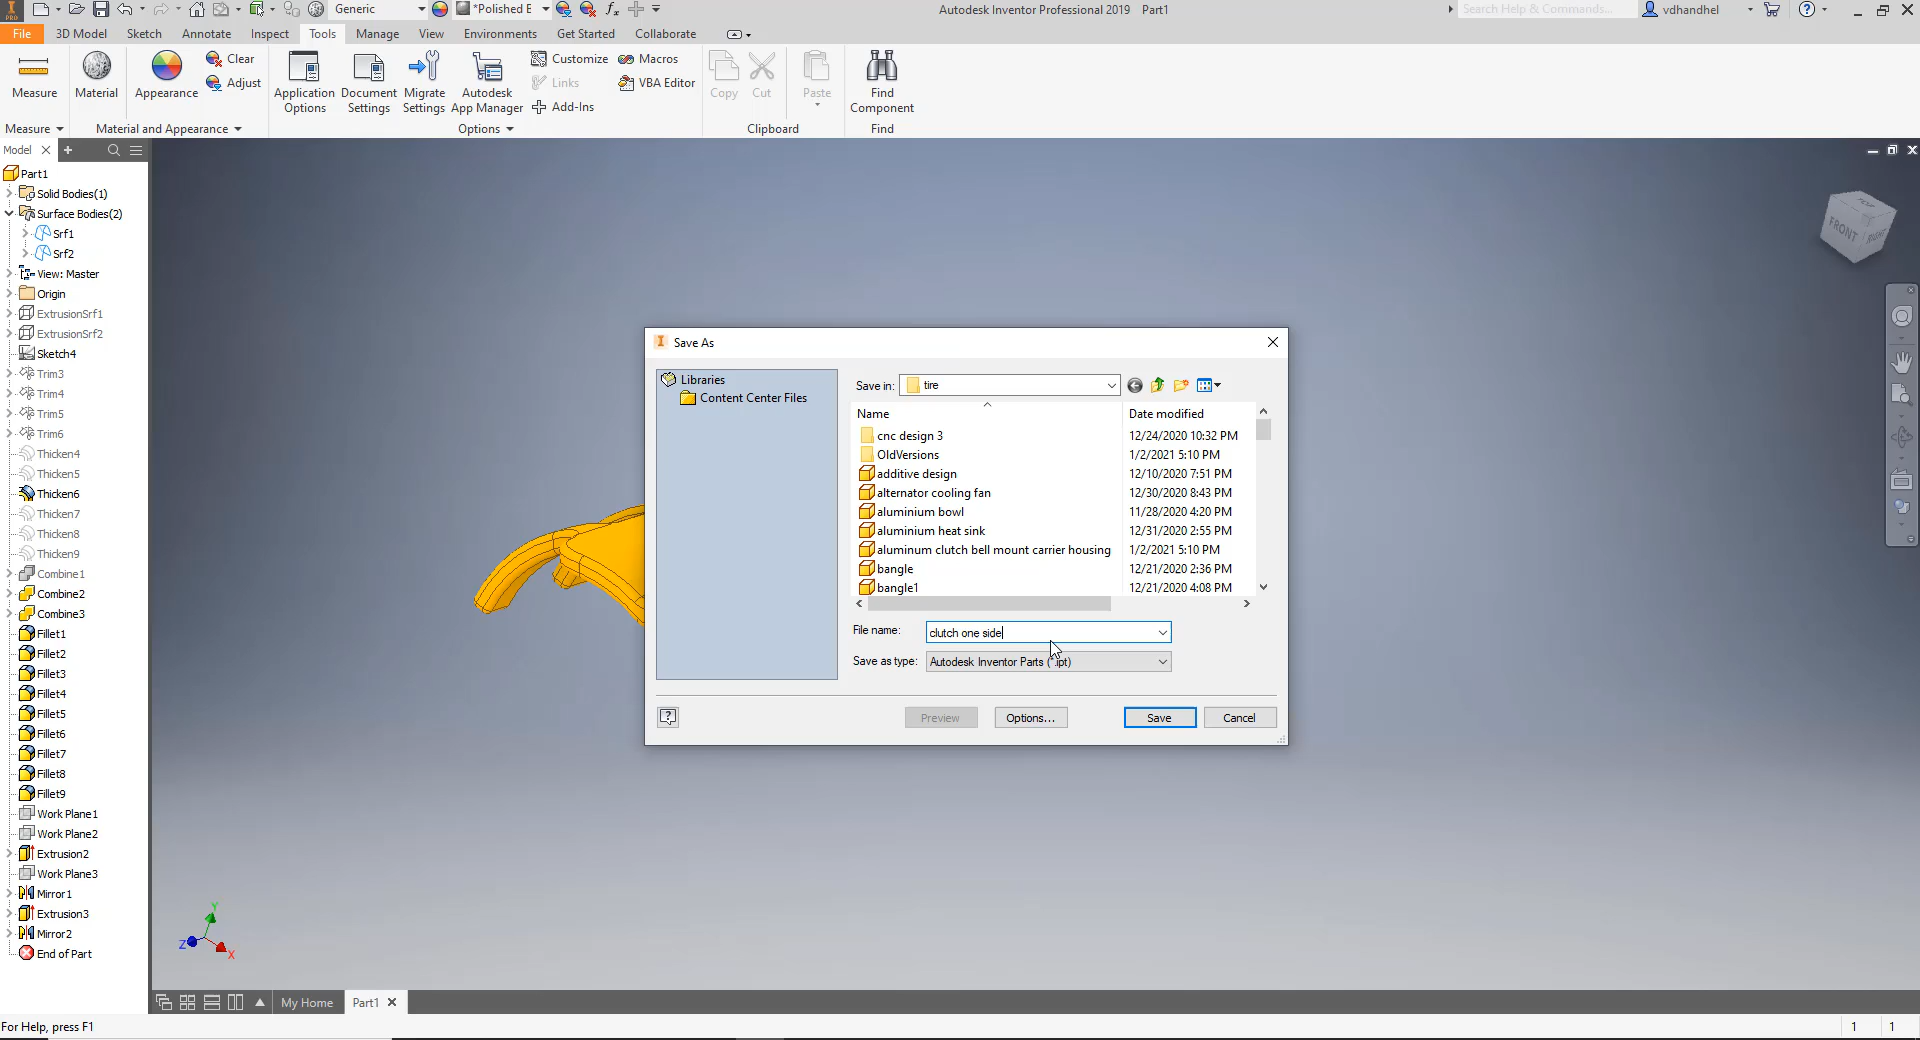 Generic
*Polished E
Autodesk Inventor Professional 2019 Part1
Search Help & Commands...
vdhandhel
File 3D Model Sketch Annotate Inspect Tools Manage View Environments Get Started Collaborate
Measure
Material
Appearance
Clear
Adjust
Application Options
Document Settings
Migrate Settings
Autodesk App Manager
Customize
Links
Add-Ins
Macros
VBA Editor
Copy
Cut
Paste
Find Component
Measure
Material and Appearance
Options
Clipboard
Find
Model
Part1
Solid Bodies(1)
Surface Bodies(2)
Srf1
Srf2
View: Master
Origin
ExtrusionSrf1
ExtrusionSrf2
Sketch4
Trim3
Trim4
Trim5
Trim6
Thicken4
Thicken5
Thicken6
Thicken7
Thicken8
Thicken9
Combine1
Combine2
Combine3
Fillet1
Fillet2
Fillet3
Fillet4
Fillet5
Fillet6
Fillet7
Fillet8
Fillet9
Work Plane1
Work Plane2
Extrusion2
Work Plane3
Mirror1
Extrusion3
Mirror2
End of Part
TOP
FRONT
RIGHT
Save As
Libraries
Content Center Files
Save in: tire
Name Date modified
cnc design 3 12/24/2020 10:32 PM
OldVersions 1/2/2021 5:10 PM
additive design 12/10/2020 7:51 PM
alternator cooling fan 12/30/2020 8:43 PM
aluminium bowl 11/28/2020 4:20 PM
aluminium heat sink 12/31/2020 2:55 PM
aluminum clutch bell mount carrier housing 1/2/2021 5:10 PM
bangle 12/21/2020 2:36 PM
bangle1 12/21/2020 4:08 PM
File name: clutch one side
Save as type: Autodesk Inventor Parts (*.ipt)
Preview Options... Save Cancel
Y
Z
X
My Home Part1
For Help, press F1
1 1